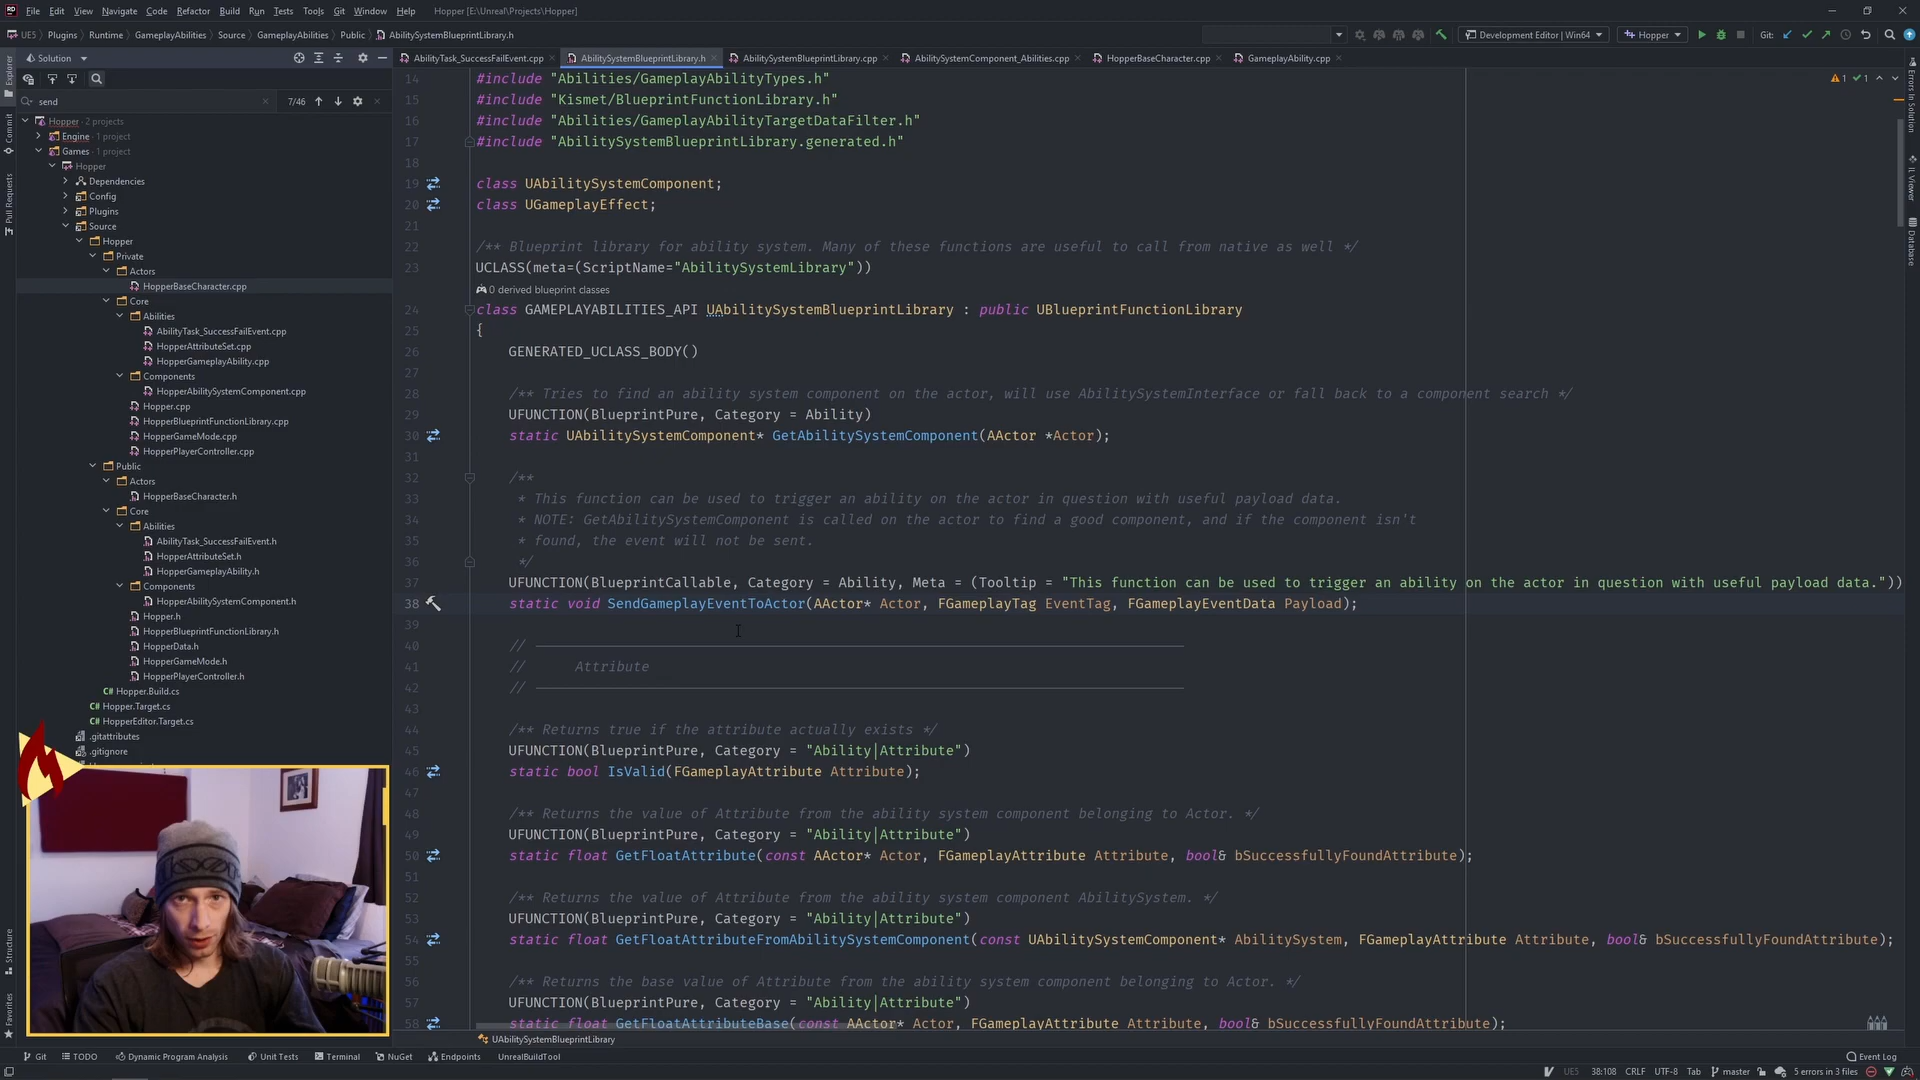 File Edit View Navigate Code Refactor Build Run Tests Tools Git Window Help Hopper [E:\Unreal\Projects\Hopper]
UE5 Plugins Runtime GameplayAbilities Source GameplayAbilities Public AbilitySystemBlueprintLibrary.h
Development Editor | Win64 Hopper Git:
Solution
AbilityTask_SuccessFailEvent.cpp AbilitySystemBlueprintLibrary.h AbilitySystemBlueprintLibrary.cpp AbilitySystemComponent_Abilities.cpp HopperBaseCharacter.cpp GameplayAbility.cpp
send 7/46
Hopper · 2 projects
Engine · 1 project
Games · 1 project
Hopper
Dependencies
Config
Plugins
Source
Hopper
Private
Actors
HopperBaseCharacter.cpp
Core
Abilities
AbilityTask_SuccessFailEvent.cpp
HopperAttributeSet.cpp
HopperGameplayAbility.cpp
Components
HopperAbilitySystemComponent.cpp
Hopper.cpp
HopperBlueprintFunctionLibrary.cpp
HopperGameMode.cpp
HopperPlayerController.cpp
Public
Actors
HopperBaseCharacter.h
Core
Abilities
AbilityTask_SuccessFailEvent.h
HopperAttributeSet.h
HopperGameplayAbility.h
Components
HopperAbilitySystemComponent.h
Hopper.h
HopperBlueprintFunctionLibrary.h
HopperData.h
HopperGameMode.h
HopperPlayerController.h
C# Hopper.Build.cs
C# Hopper.Target.cs
C# HopperEditor.Target.cs
.gitattributes
.gitignore
Explorer
Commit
Pull Requests
Structure
Favorites
14 #include "Abilities/GameplayAbilityTypes.h"
15 #include "Kismet/BlueprintFunctionLibrary.h"
16 #include "Abilities/GameplayAbilityTargetDataFilter.h"
17 #include "AbilitySystemBlueprintLibrary.generated.h"
18
19 class UAbilitySystemComponent;
20 class UGameplayEffect;
21
22 /** Blueprint library for ability system. Many of these functions are useful to call from native as well */
23 UCLASS(meta=(ScriptName="AbilitySystemLibrary"))
0 derived blueprint classes
24 class GAMEPLAYABILITIES_API UAbilitySystemBlueprintLibrary : public UBlueprintFunctionLibrary
25 {
26 GENERATED_UCLASS_BODY()
27
28 /** Tries to find an ability system component on the actor, will use AbilitySystemInterface or fall back to a component search */
29 UFUNCTION(BlueprintPure, Category = Ability)
30 static UAbilitySystemComponent* GetAbilitySystemComponent(AActor *Actor);
31
32 /**
33 * This function can be used to trigger an ability on the actor in question with useful payload data.
34 * NOTE: GetAbilitySystemComponent is called on the actor to find a good component, and if the component isn't
35 * found, the event will not be sent.
36 */
37 UFUNCTION(BlueprintCallable, Category = Ability, Meta = (Tooltip = "This function can be used to trigger an ability on the actor in question with useful payload data."))
38 static void SendGameplayEventToActor(AActor* Actor, FGameplayTag EventTag, FGameplayEventData Payload);
39
40 //
41 // Attribute
42 //
43
44 /** Returns true if the attribute actually exists */
45 UFUNCTION(BlueprintPure, Category = "Ability|Attribute")
46 static bool IsValid(FGameplayAttribute Attribute);
47
48 /** Returns the value of Attribute from the ability system component belonging to Actor. */
49 UFUNCTION(BlueprintPure, Category = "Ability|Attribute")
50 static float GetFloatAttribute(const AActor* Actor, FGameplayAttribute Attribute, bool& bSuccessfullyFoundAttribute);
51
52 /** Returns the value of Attribute from the ability system component AbilitySystem. */
53 UFUNCTION(BlueprintPure, Category = "Ability|Attribute")
54 static float GetFloatAttributeFromAbilitySystemComponent(const UAbilitySystemComponent* AbilitySystem, FGameplayAttribute Attribute, bool& bSuccessfullyFoundAttribute);
55
56 /** Returns the base value of Attribute from the ability system component belonging to Actor. */
57 UFUNCTION(BlueprintPure, Category = "Ability|Attribute")
58 static float GetFloatAttributeBase(const AActor* Actor, FGameplayAttribute Attribute, bool& bSuccessfullyFoundAttribute);
1 1
Errors In Solution
IL Viewer
Database
UAbilitySystemBlueprintLibrary
Git TODO Dynamic Program Analysis Unit Tests Terminal NuGet Endpoints UnrealBuildTool Event Log
UE5 38:108 CRLF UTF-8 Tab master 5 errors in 3 files